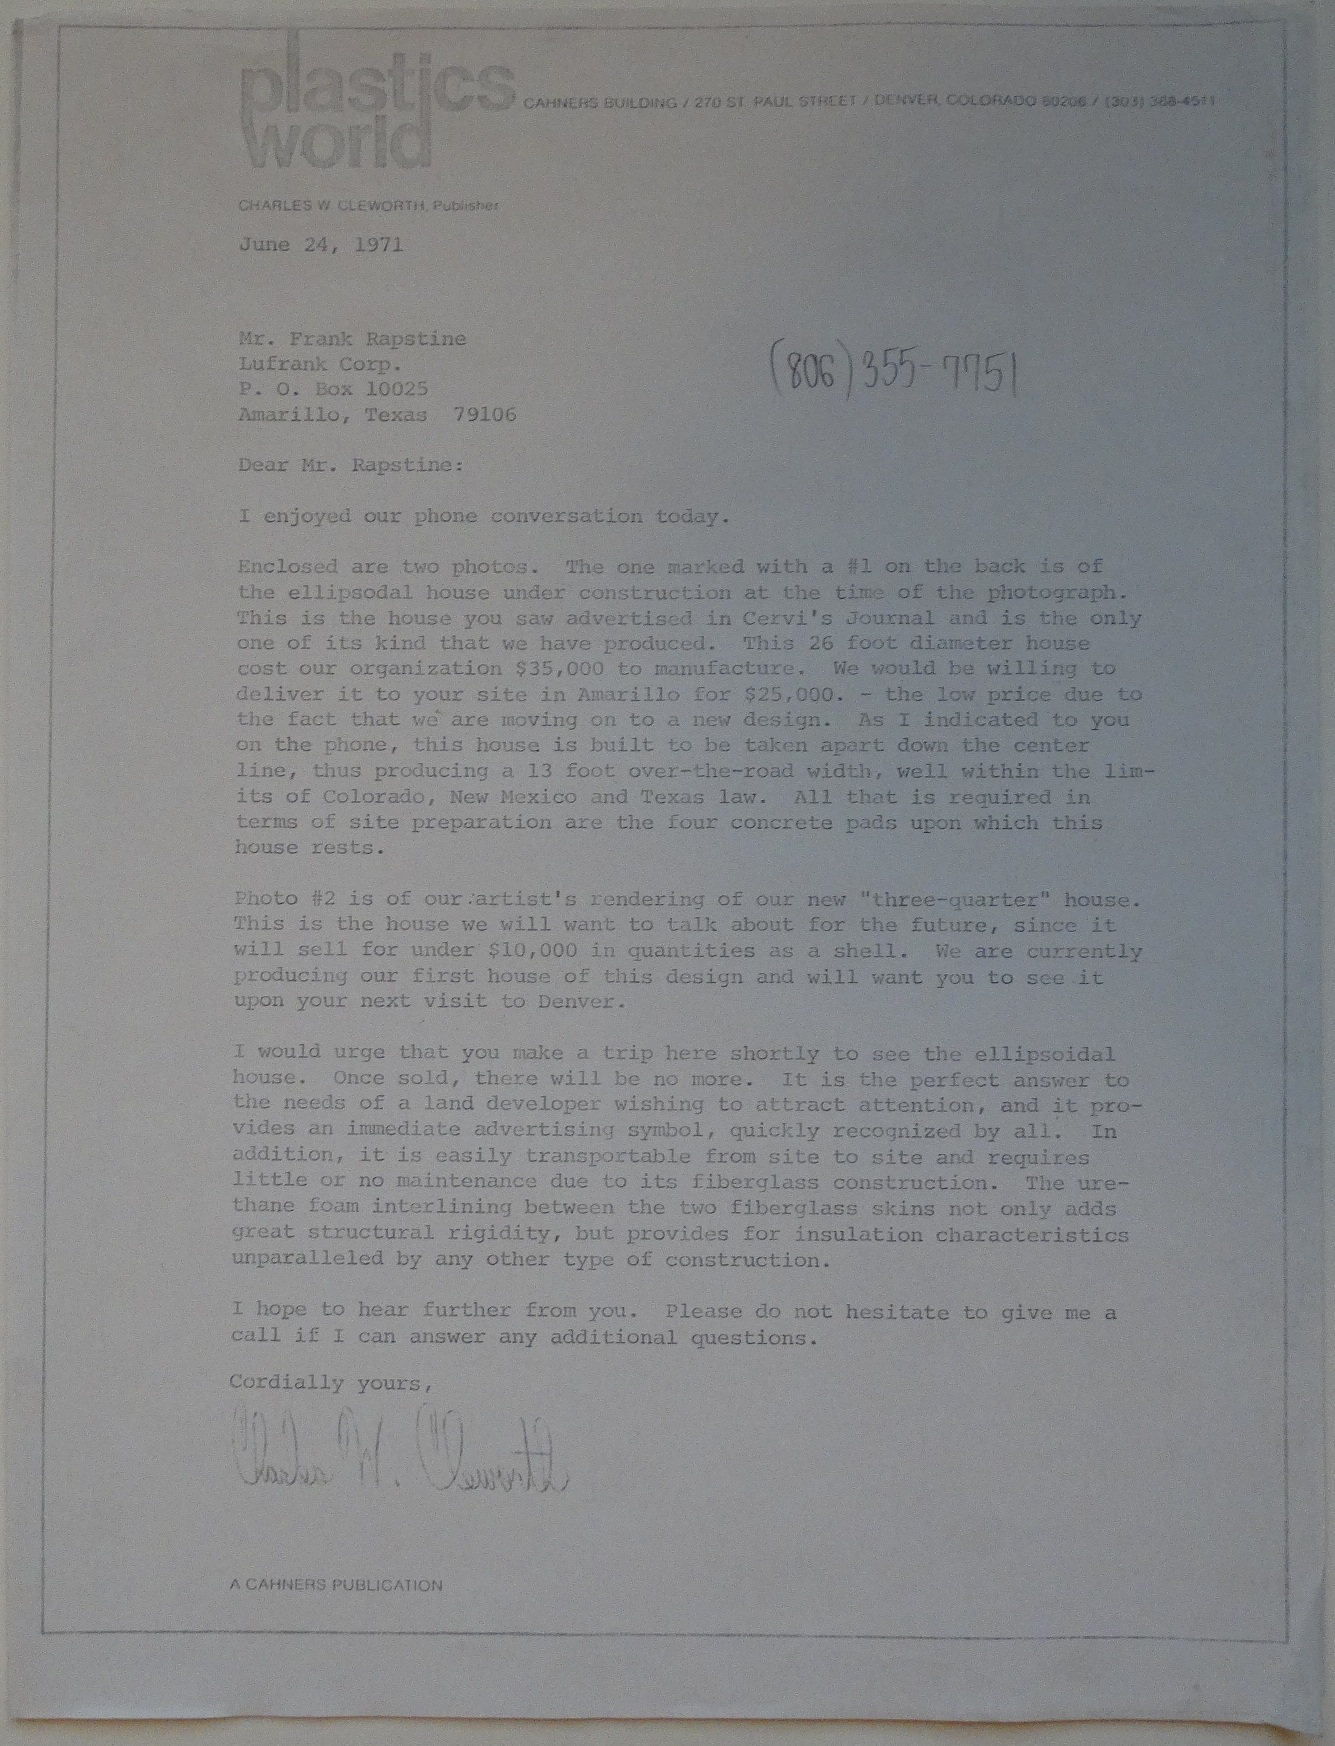 plastics
world
CAHNERS BUILDING / 270 ST. PAUL STREET / DENVER, COLORADO 80206 / (303) 388-4511
CHARLES W. CLEWORTH, Publisher
June 24, 1971
Mr. Frank Rapstine
Lufrank Corp.
P. O. Box 10025
Amarillo, Texas  79106
(806) 355-7751
Dear Mr. Rapstine:
I enjoyed our phone conversation today.
Enclosed are two photos.  The one marked with a #1 on the back is of
the ellipsodal house under construction at the time of the photograph.
This is the house you saw advertised in Cervi's Journal and is the only
one of its kind that we have produced.  This 26 foot diameter house
cost our organization $35,000 to manufacture.  We would be willing to
deliver it to your site in Amarillo for $25,000. - the low price due to
the fact that we are moving on to a new design.  As I indicated to you
on the phone, this house is built to be taken apart down the center
line, thus producing a 13 foot over-the-road width, well within the lim-
its of Colorado, New Mexico and Texas law.  All that is required in
terms of site preparation are the four concrete pads upon which this
house rests.
Photo #2 is of our artist's rendering of our new "three-quarter" house.
This is the house we will want to talk about for the future, since it
will sell for under $10,000 in quantities as a shell.  We are currently
producing our first house of this design and will want you to see it
upon your next visit to Denver.
I would urge that you make a trip here shortly to see the ellipsoidal
house.  Once sold, there will be no more.  It is the perfect answer to
the needs of a land developer wishing to attract attention, and it pro-
vides an immediate advertising symbol, quickly recognized by all.  In
addition, it is easily transportable from site to site and requires
little or no maintenance due to its fiberglass construction.  The ure-
thane foam interlining between the two fiberglass skins not only adds
great structural rigidity, but provides for insulation characteristics
unparalleled by any other type of construction.
I hope to hear further from you.  Please do not hesitate to give me a
call if I can answer any additional questions.
Cordially yours,
Charles W. Cleworth
A CAHNERS PUBLICATION